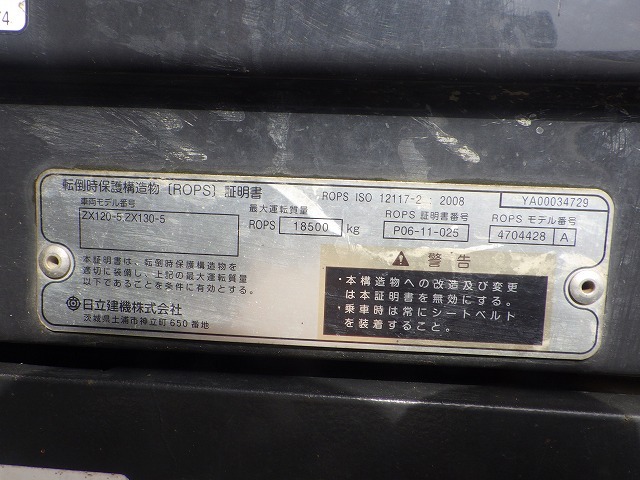 74
転倒時保護構造物 [ROPS] 証明書
ROPS ISO 12117-2 : 2008
YA00034729
車両モデル番号
ZX120-5,ZX130-5
最大運転質量
ROPS 18500 kg
ROPS 証明書番号
P06-11-025
ROPS モデル番号
4704428 A
本証明書は、転倒時保護構造物を
適切に装備し、上記の最大運転質量
以下であることを条件に有効とする。
日立建機株式会社
茨城県土浦市神立町650番地
警告
・本構造物への改造及び変更
は本証明書を無効にする。
・乗車時は常にシートベルト
を装着すること。